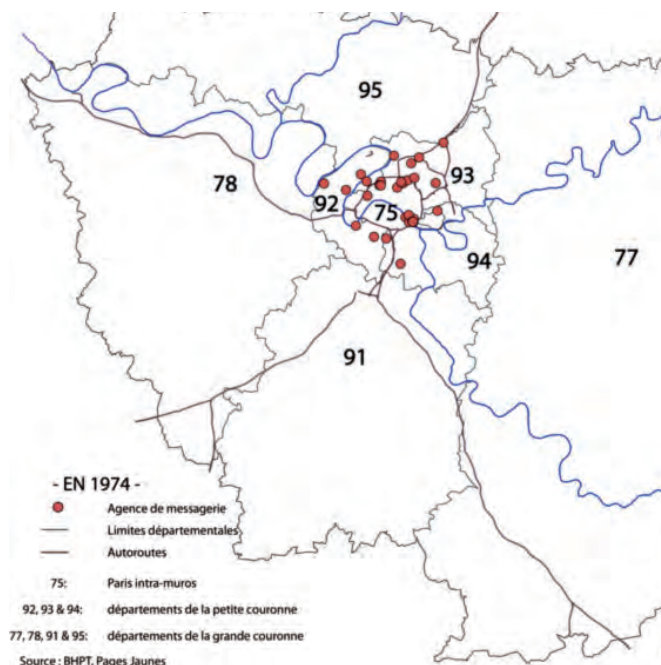 95
78
93
92
75
94
77
91
- EN 1974 -
Agence de messagerie
Limites départementales
Autoroutes
75: Paris intra-muros
92, 93 & 94: départements de la petite couronne
77, 78, 91 & 95: départements de la grande couronne
Source : BHPT, Pages Jaunes